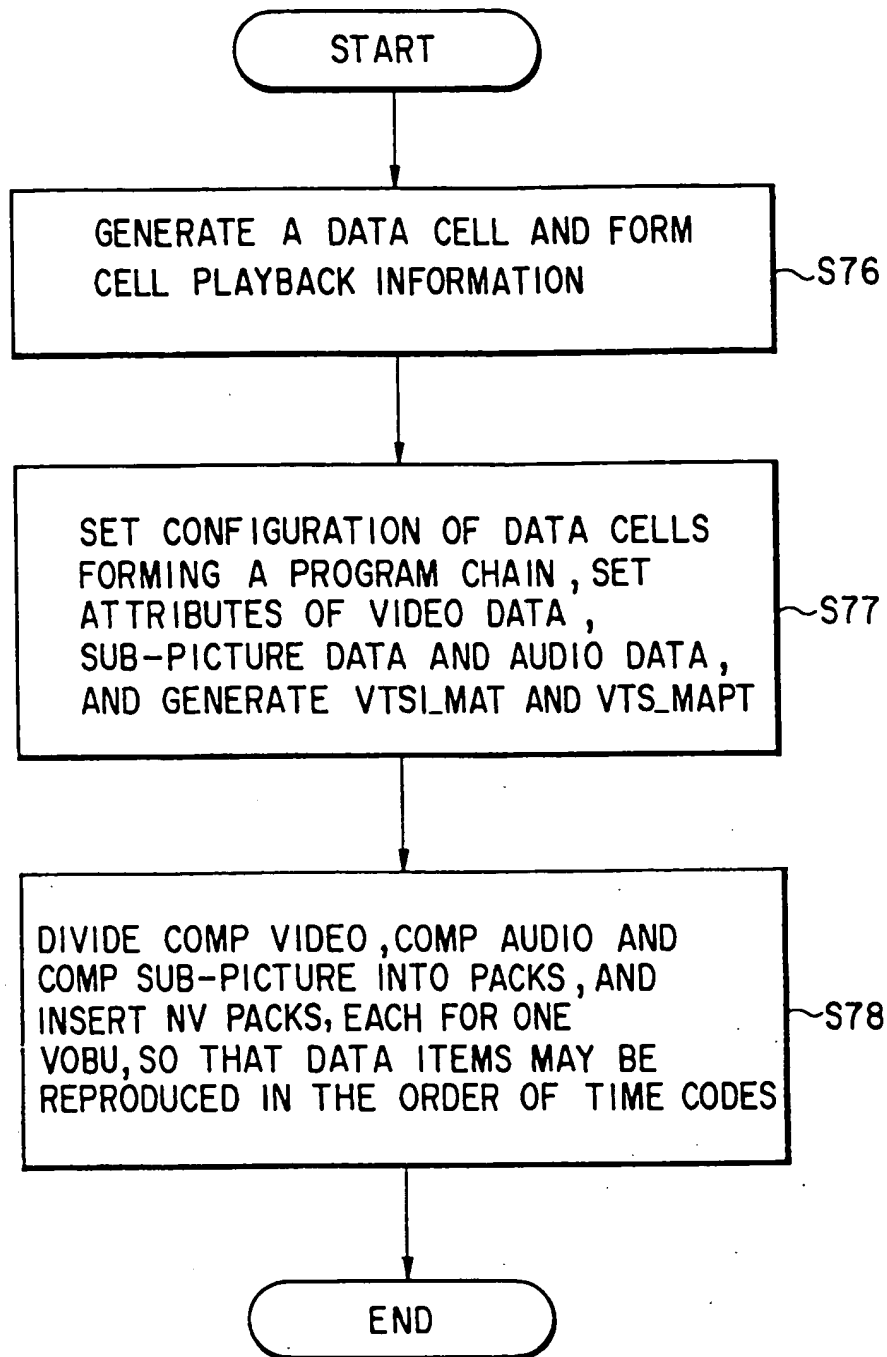 START
GENERATE A DATA CELL AND FORM
CELL PLAYBACK INFORMATION
~S76
SET CONFIGURATION OF DATA CELLS
FORMING A PROGRAM CHAIN, SET
ATTRIBUTES OF VIDEO DATA,
SUB-PICTURE DATA AND AUDIO DATA,
AND GENERATE VTSI_MAT AND VTS_MAPT
~S77
DIVIDE COMP VIDEO, COMP AUDIO AND
COMP SUB-PICTURE INTO PACKS, AND
INSERT NV PACKS, EACH FOR ONE
VOBU, SO THAT DATA ITEMS MAY BE
REPRODUCED IN THE ORDER OF TIME CODES
~S78
END